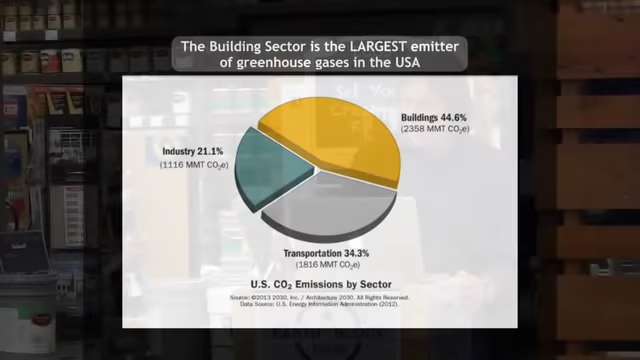 The Building Sector is the LARGEST emitter
of greenhouse gases in the USA
Buildings 44.6%
(2358 MMT CO₂e)
Industry 21.1%
(1116 MMT CO₂e)
Transportation 34.3%
(1816 MMT CO₂e)
U.S. CO₂ Emissions by Sector
Source: ©2013 2030, Inc. / Architecture 2030. All Rights Reserved.
Data Source: U.S. Energy Information Administration (2012).